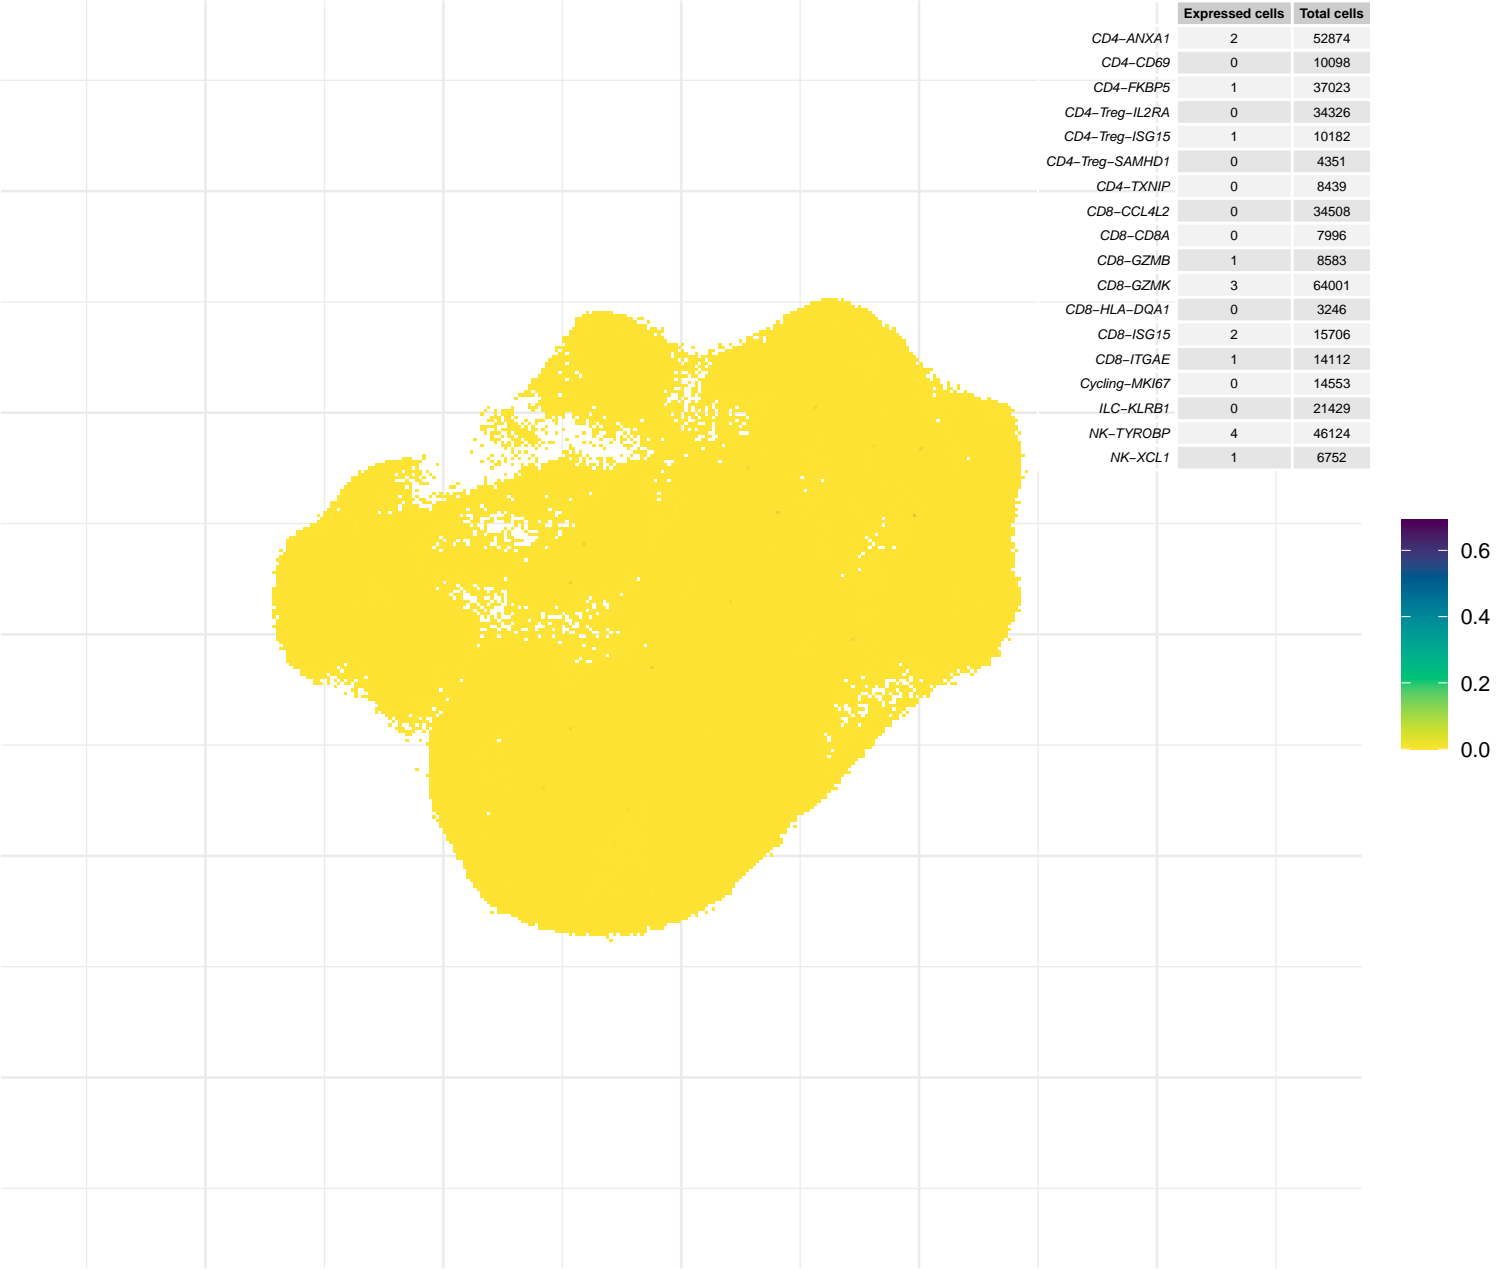 Expressed cells Total cells
CD4−ANXA1 2 52874
CD4−CD69 0 10098
CD4−FKBP5 1 37023
CD4−Treg−IL2RA 0 34326
CD4−Treg−ISG15 1 10182
CD4−Treg−SAMHD1 0 4351
CD4−TXNIP 0 8439
CD8−CCL4L2 0 34508
CD8−CD8A 0 7996
CD8−GZMB 1 8583
CD8−GZMK 3 64001
CD8−HLA−DQA1 0 3246
CD8−ISG15 2 15706
CD8−ITGAE 1 14112
Cycling−MKI67 0 14553
ILC−KLRB1 0 21429
NK−TYROBP 4 46124
NK−XCL1 1 6752
0.6
0.4
0.2
0.0